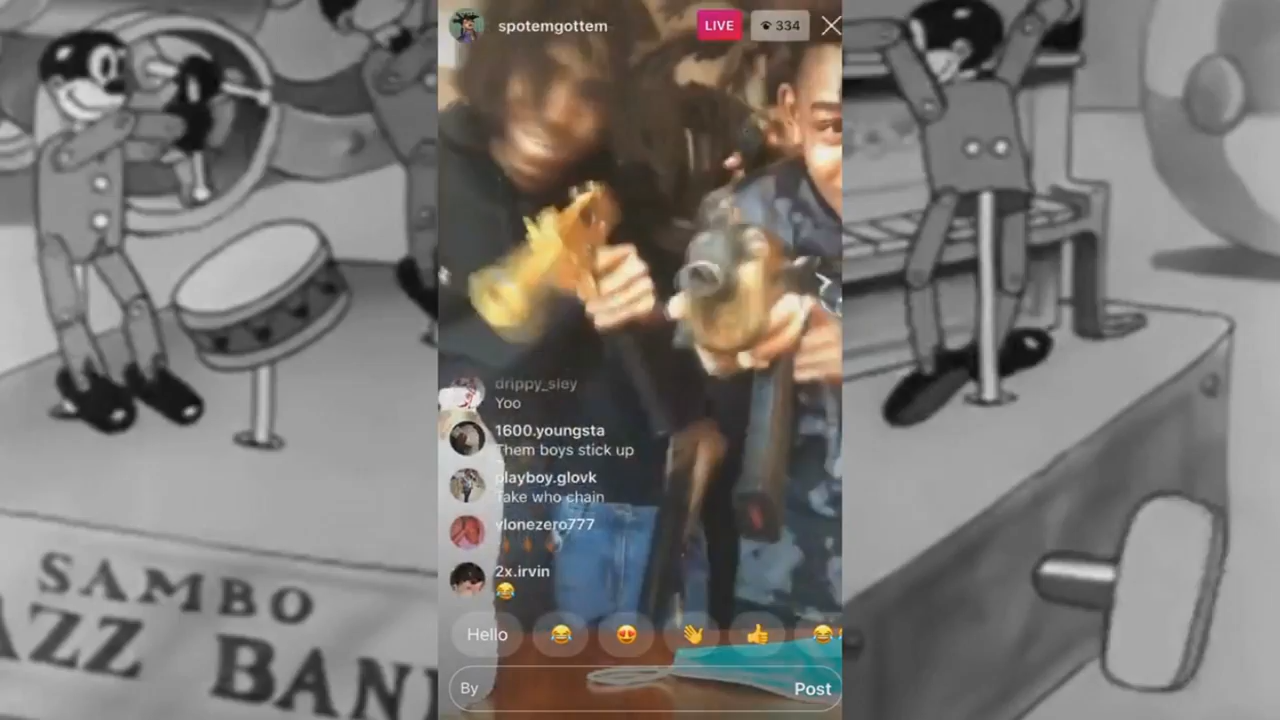 spotemgottem
LIVE
334
drippy_sley
Yoo
1600.youngsta
Them boys stick up
playboy.glovk
Take who chain
vlonezero777
2x.irvin
😂
Hello
By
Post
SAMBO
AZZ BAN